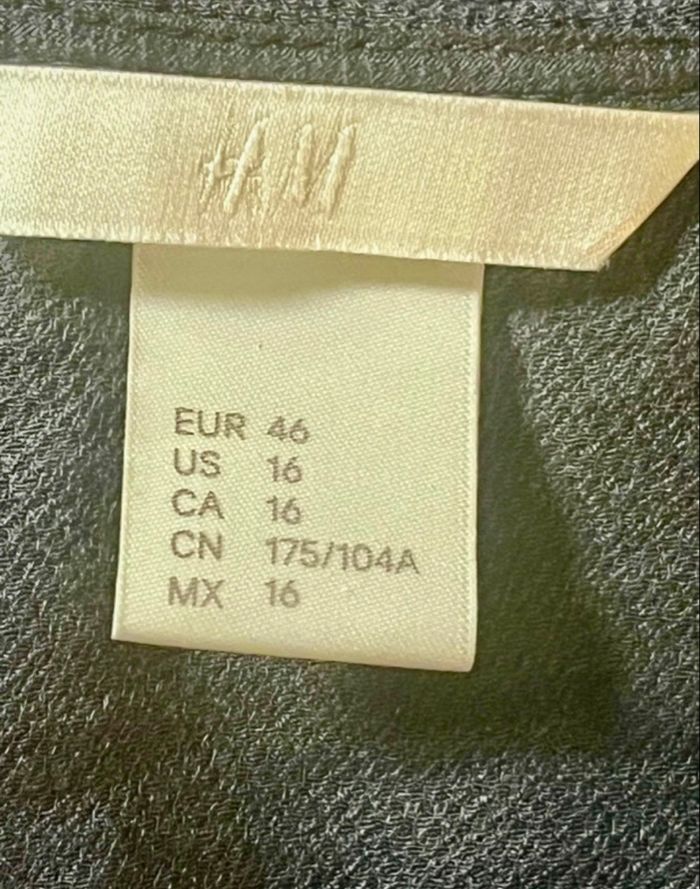 H&M
EUR 46
US 16
CA 16
CN 175/104A
MX 16